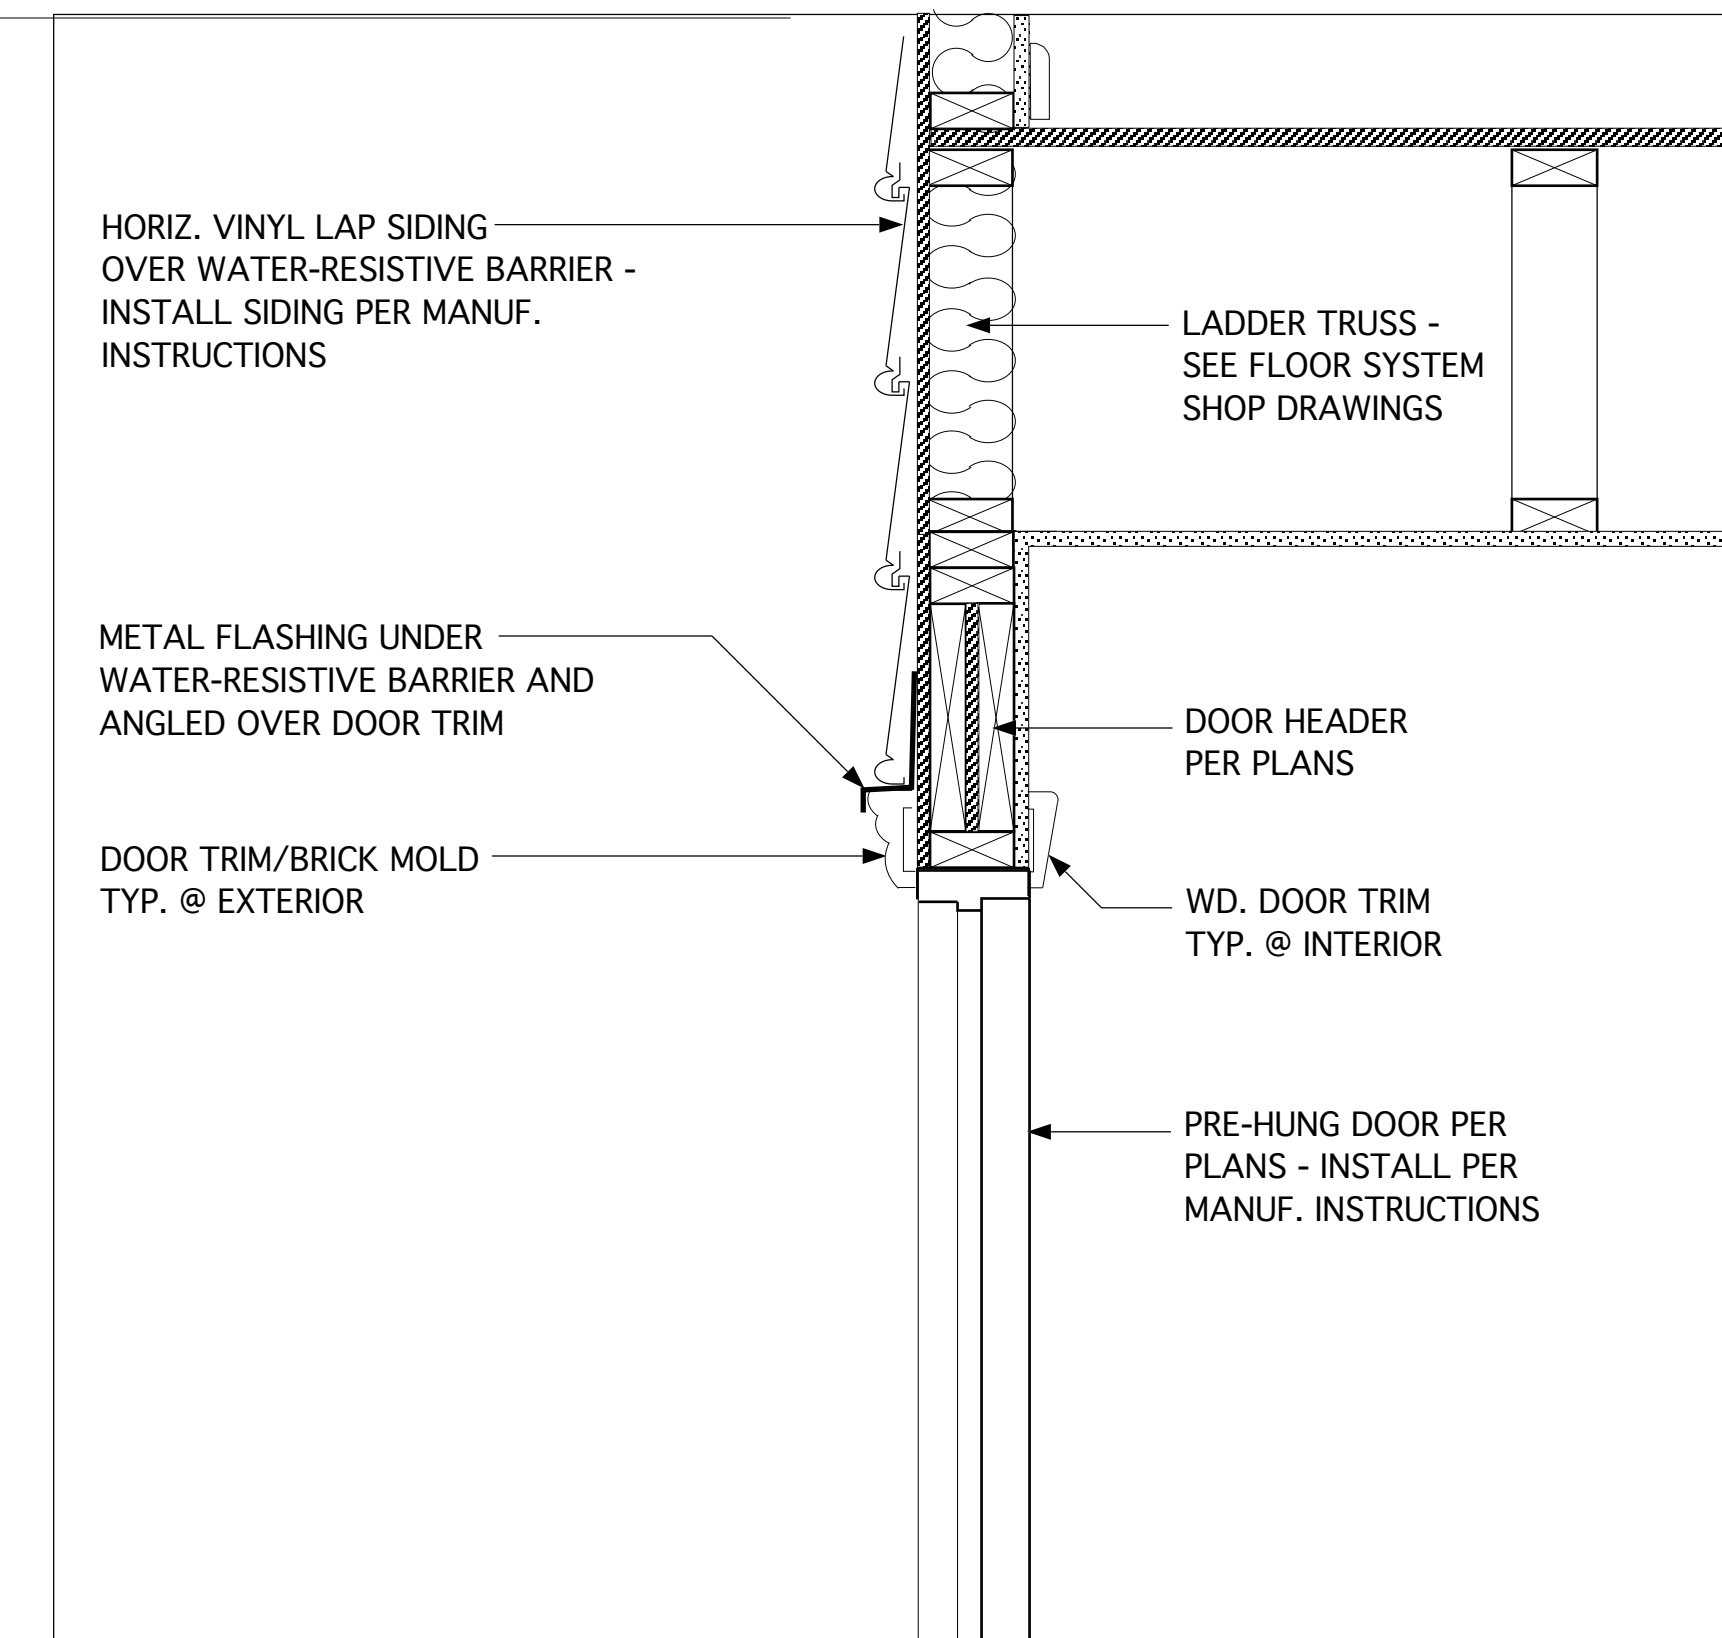 HORIZ. VINYL LAP SIDING
OVER WATER-RESISTIVE BARRIER -
INSTALL SIDING PER MANUF.
INSTRUCTIONS
LADDER TRUSS -
SEE FLOOR SYSTEM
SHOP DRAWINGS
METAL FLASHING UNDER
WATER-RESISTIVE BARRIER AND
ANGLED OVER DOOR TRIM
DOOR HEADER
PER PLANS
DOOR TRIM/BRICK MOLD
TYP. @ EXTERIOR
WD. DOOR TRIM
TYP. @ INTERIOR
PRE-HUNG DOOR PER
PLANS - INSTALL PER
MANUF. INSTRUCTIONS